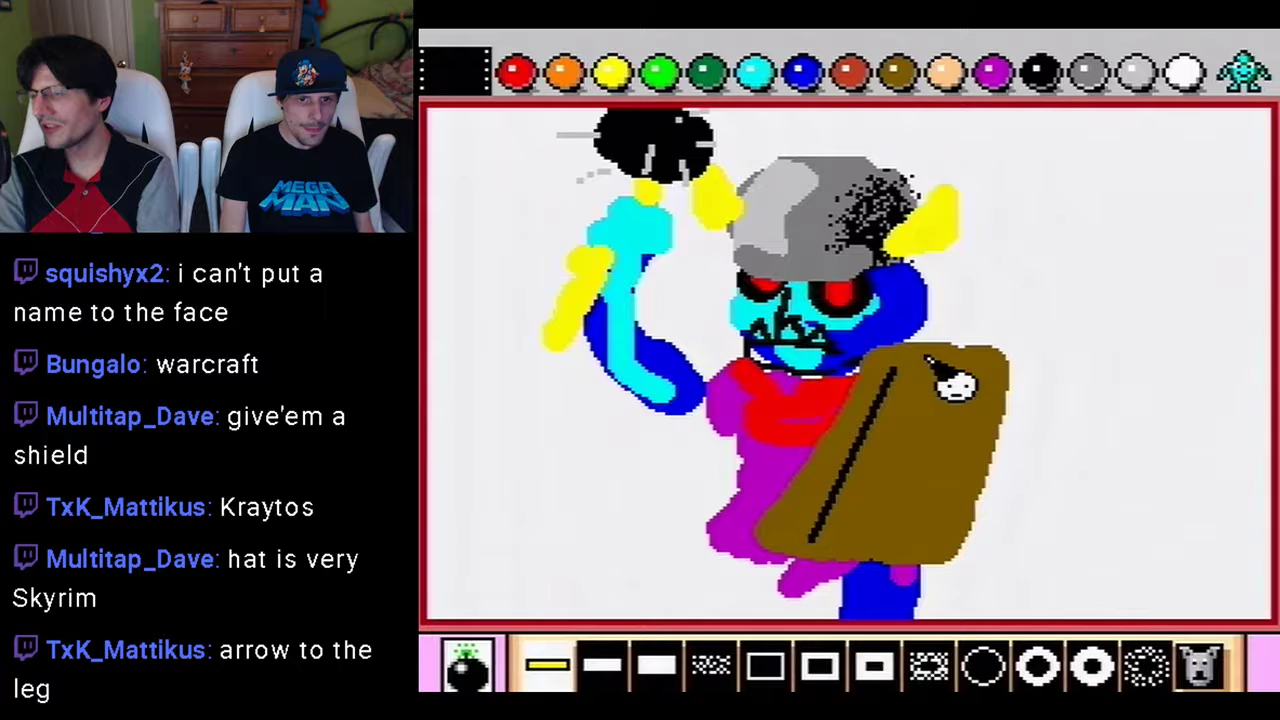 MEGA
MAN
squishyx2: i can't put a
name to the face
Bungalo: warcraft
Multitap_Dave: give'em a
shield
TxK_Mattikus: Kraytos
Multitap_Dave: hat is very
Skyrim
TxK_Mattikus: arrow to the
leg